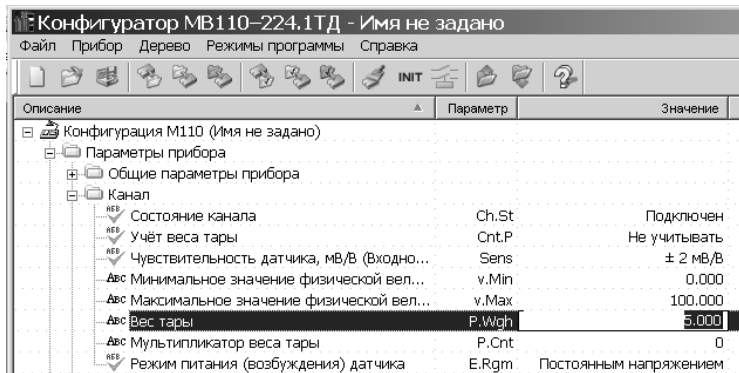 Конфигуратор МВ110–224.1ТД - Имя не задано
Файл Прибор Дерево Режимы программы Справка
INIT
Описание Параметр Значение
Конфигурация М110 (Имя не задано)
Параметры прибора
Общие параметры прибора
Канал
Состояние канала Ch.St Подключен
Учёт веса тары Cnt.P Не учитывать
Чувствительность датчика, мВ/В (Входно... Sens ± 2 мВ/В
Минимальное значение физической вел... v.Min 0.000
Максимальное значение физической вел... v.Max 100.000
Вес тары P.Wgh 5.000
Мультипликатор веса тары P.Cnt 0
Режим питания (возбуждения) датчика E.Rgm Постоянным напряжением